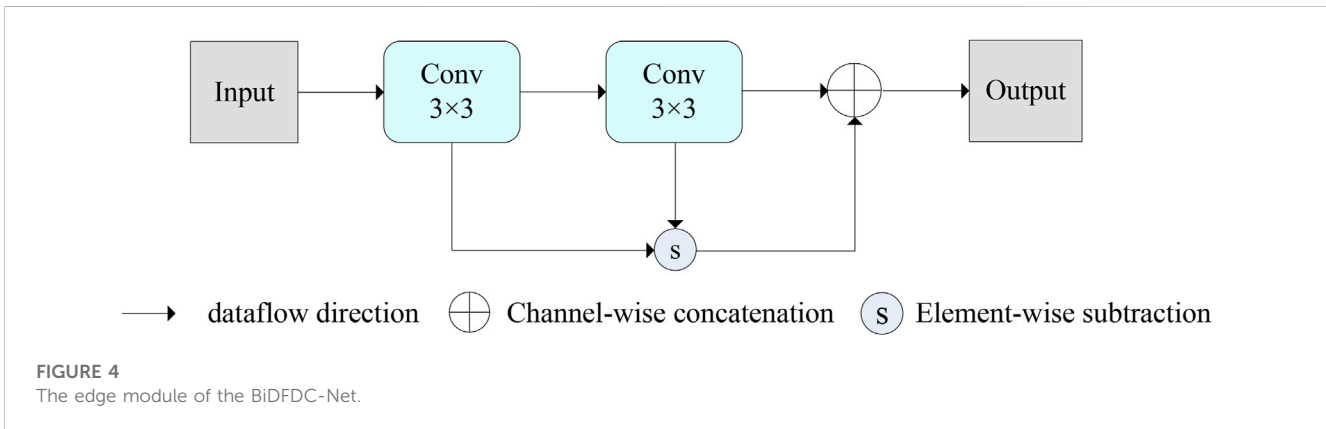 Input
Conv
3×3
Conv
3×3
Output
s
dataflow direction
Channel-wise concatenation
s
Element-wise subtraction
FIGURE 4
The edge module of the BiDFDC-Net.